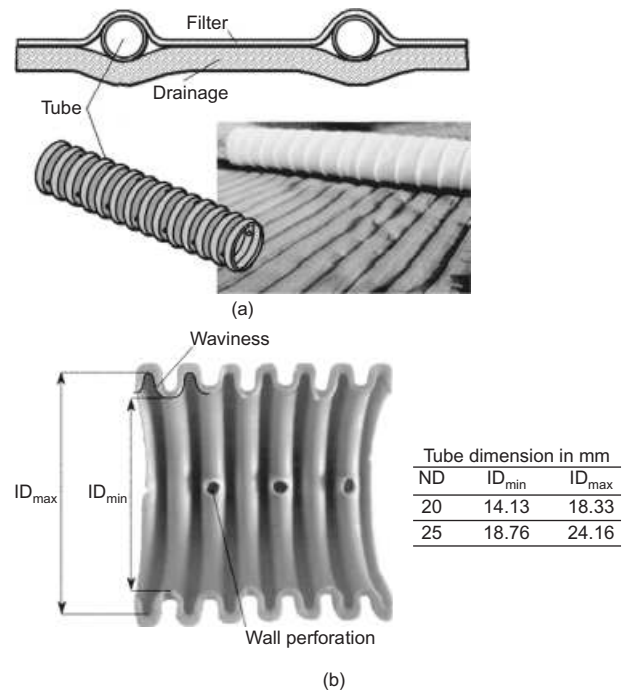 Filter
Drainage
Tube
(a)
Waviness
ID_max
ID_min
Wall perforation
Tube dimension in mm
ND ID_min ID_max
20 14.13 18.33
25 18.76 24.16
(b)